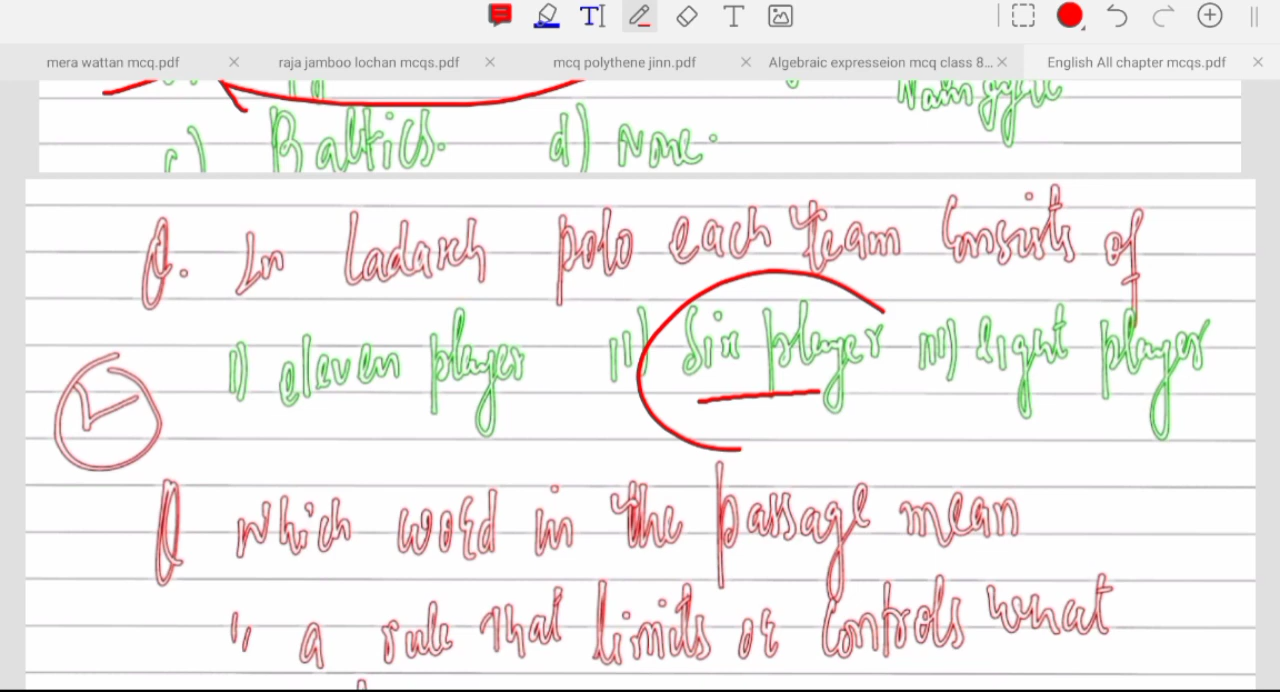 mera wattan mcq.pdf raja jamboo lochan mcqs.pdf mcq polythene jinn.pdf Algebraic expresseion mcq class 8... English All chapter mcqs.pdf
c) Baltics. d) None.
Q. In Ladakh polo each team consists of
i) eleven player ii) Six player iii) eight player
Q which word in the passage mean
" a rule that limits or controls what